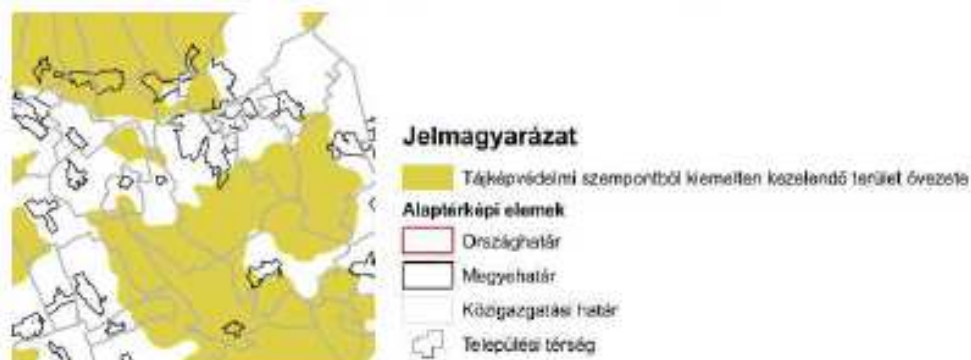 Jelmagyarázat
Tájképvédelmi szempontból kiemelten kezelendő terület övezete
Alaptérképi elemek
Országhatár
Megyehatár
Közigazgatási határ
Települési térség